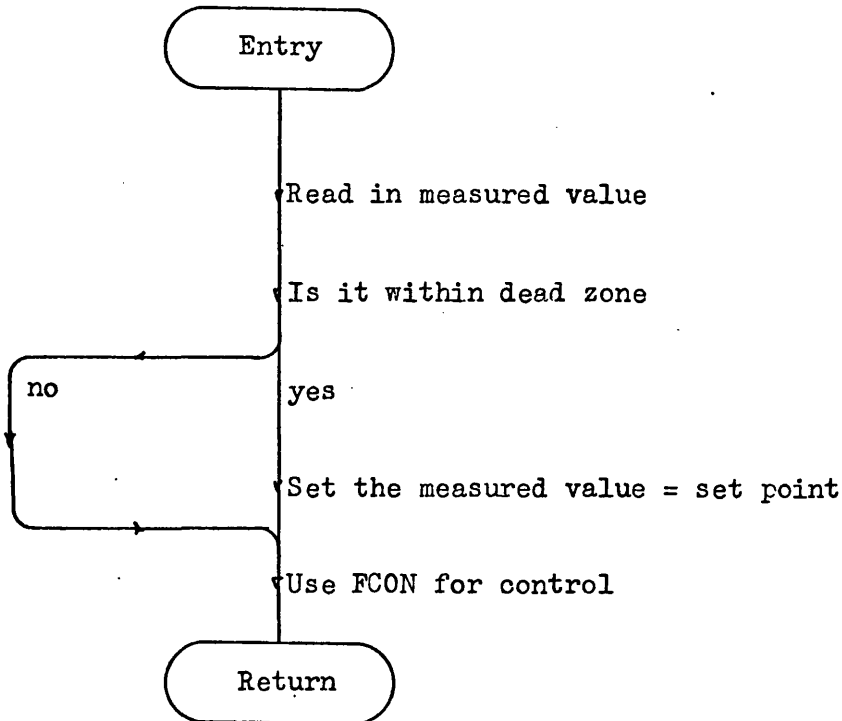 Entry
Read in measured value
Is it within dead zone
no
yes
Set the measured value = set point
Use FCON for control
Return